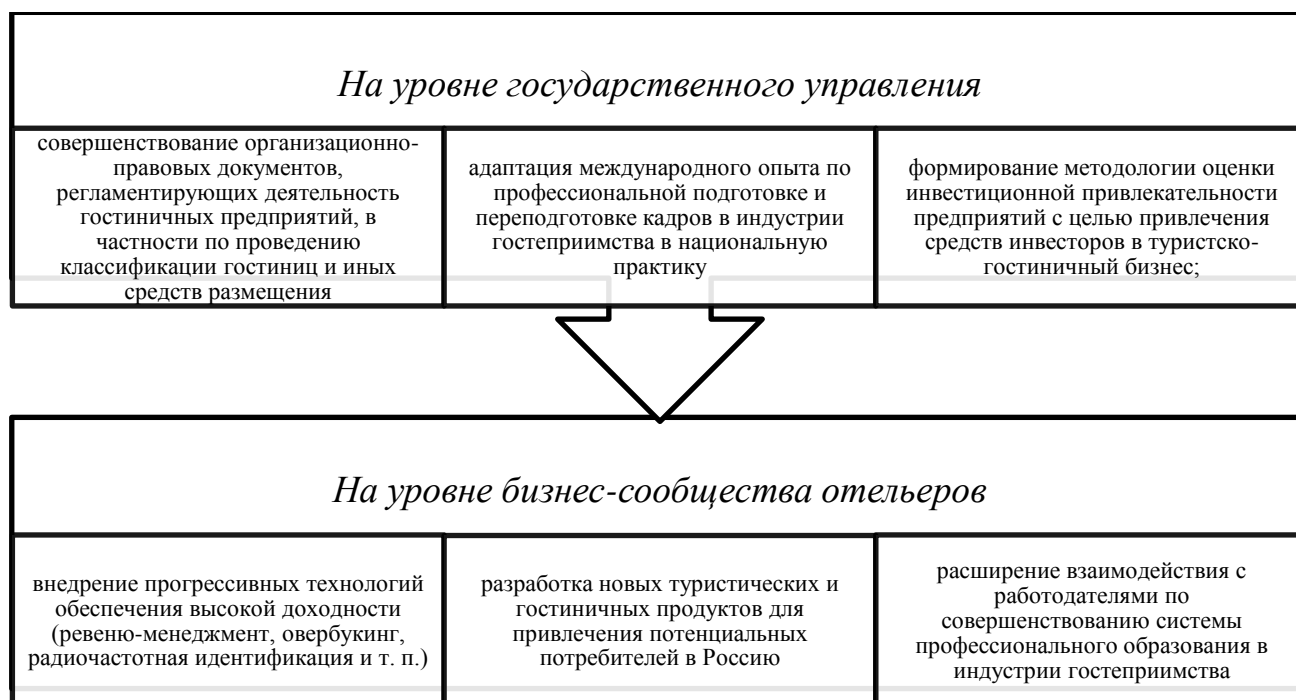 На уровне государственного управления
совершенствование организационно-
правовых документов,
регламентирующих деятельность
гостиничных предприятий, в
частности по проведению
классификации гостиниц и иных
средств размещения
адаптация международного опыта по
профессиональной подготовке и
переподготовке кадров в индустрии
гостеприимства в национальную
практику
формирование методологии оценки
инвестиционной привлекательности
предприятий с целью привлечения
средств инвесторов в туристско-
гостиничный бизнес;
На уровне бизнес-сообщества отельеров
внедрение прогрессивных технологий
обеспечения высокой доходности
(ревеню-менеджмент, овербукинг,
радиочастотная идентификация и т. п.)
разработка новых туристических и
гостиничных продуктов для
привлечения потенциальных
потребителей в Россию
расширение взаимодействия с
работодателями по
совершенствованию системы
профессионального образования в
индустрии гостеприимства